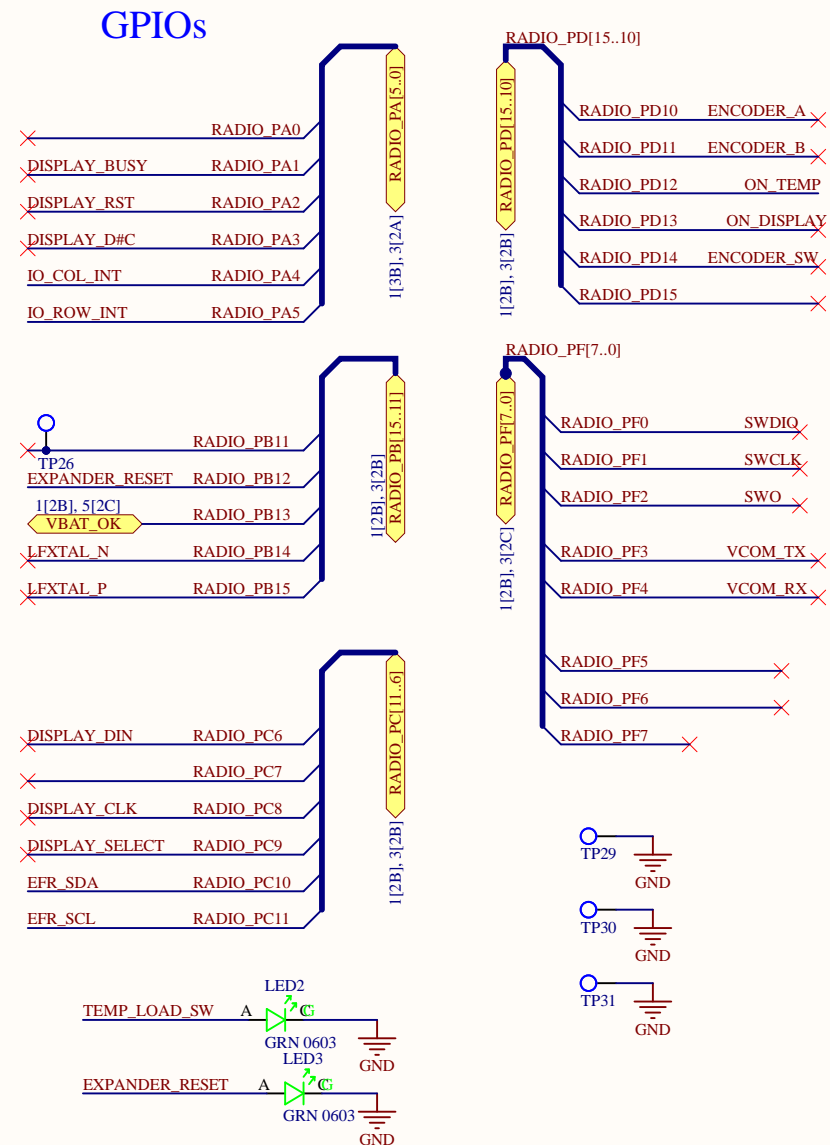 GPIOs
RADIO_PA[5..0]
1[3B], 3[2A]
RADIO_PA0
DISPLAY_BUSY RADIO_PA1
DISPLAY_RST RADIO_PA2
DISPLAY_D#C RADIO_PA3
IO_COL_INT RADIO_PA4
IO_ROW_INT RADIO_PA5
RADIO_PD[15..10]
RADIO_PD[15..10]
1[2B], 3[2B]
RADIO_PD10 ENCODER_A
RADIO_PD11 ENCODER_B
RADIO_PD12 ON_TEMP
RADIO_PD13 ON_DISPLAY
RADIO_PD14 ENCODER_SW
RADIO_PD15
RADIO_PB[15..11]
1[2B], 3[2B]
RADIO_PB11
TP26
EXPANDER_RESET RADIO_PB12
1[2B], 5[2C]
VBAT_OK RADIO_PB13
LFXTAL_N RADIO_PB14
LFXTAL_P RADIO_PB15
RADIO_PF[7..0]
RADIO_PF[7..0]
1[2B], 3[2C]
RADIO_PF0 SWDIO
RADIO_PF1 SWCLK
RADIO_PF2 SWO
RADIO_PF3 VCOM_TX
RADIO_PF4 VCOM_RX
RADIO_PF5
RADIO_PF6
RADIO_PF7
RADIO_PC[11..6]
1[2B], 3[2B]
DISPLAY_DIN RADIO_PC6
RADIO_PC7
DISPLAY_CLK RADIO_PC8
DISPLAY_SELECT RADIO_PC9
EFR_SDA RADIO_PC10
EFR_SCL RADIO_PC11
TP29
GND
TP30
GND
TP31
GND
LED2
TEMP_LOAD_SW A C G
GRN 0603
GND
LED3
EXPANDER_RESET A C G
GRN 0603
GND